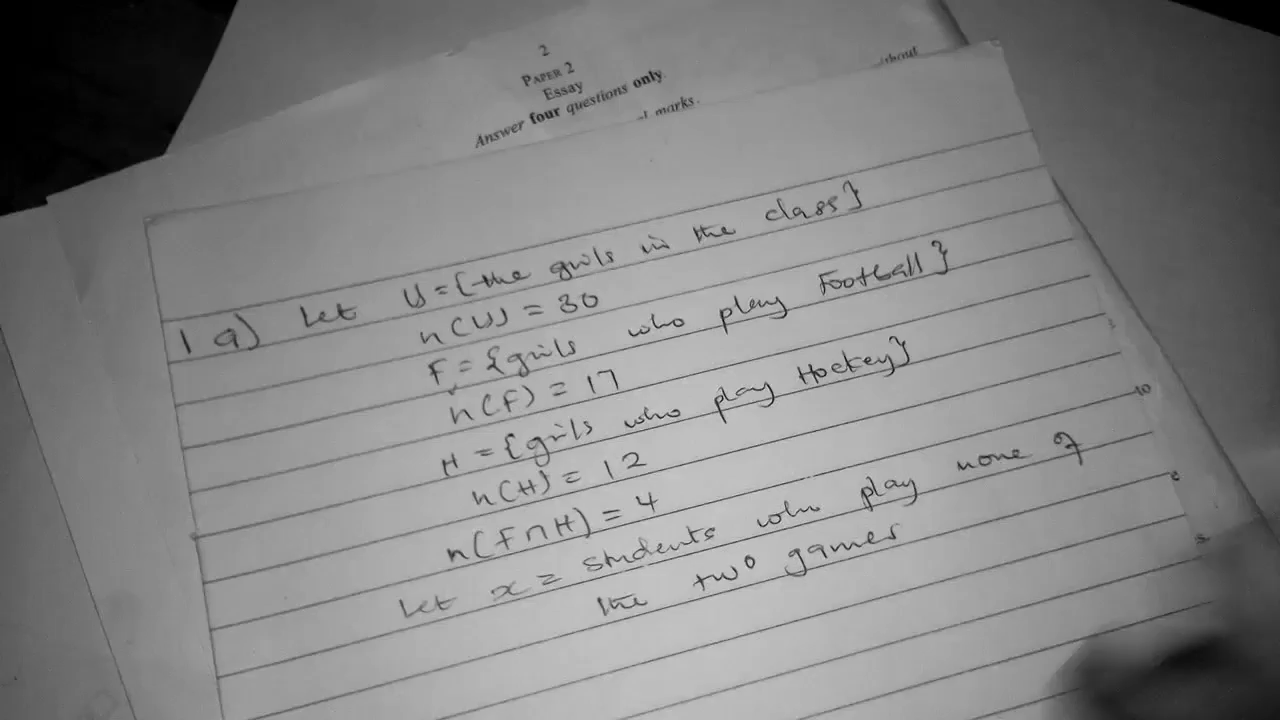 2
PAPER 2
Essay
Answer four questions only.
marks.
1 a) Let U = {the girls in the class}
n(U) = 30
F = {girls who play Football}
n(F) = 17
H = {girls who play Hockey}
n(H) = 12
n(F∩H) = 4
Let x = students who play none of
the two games